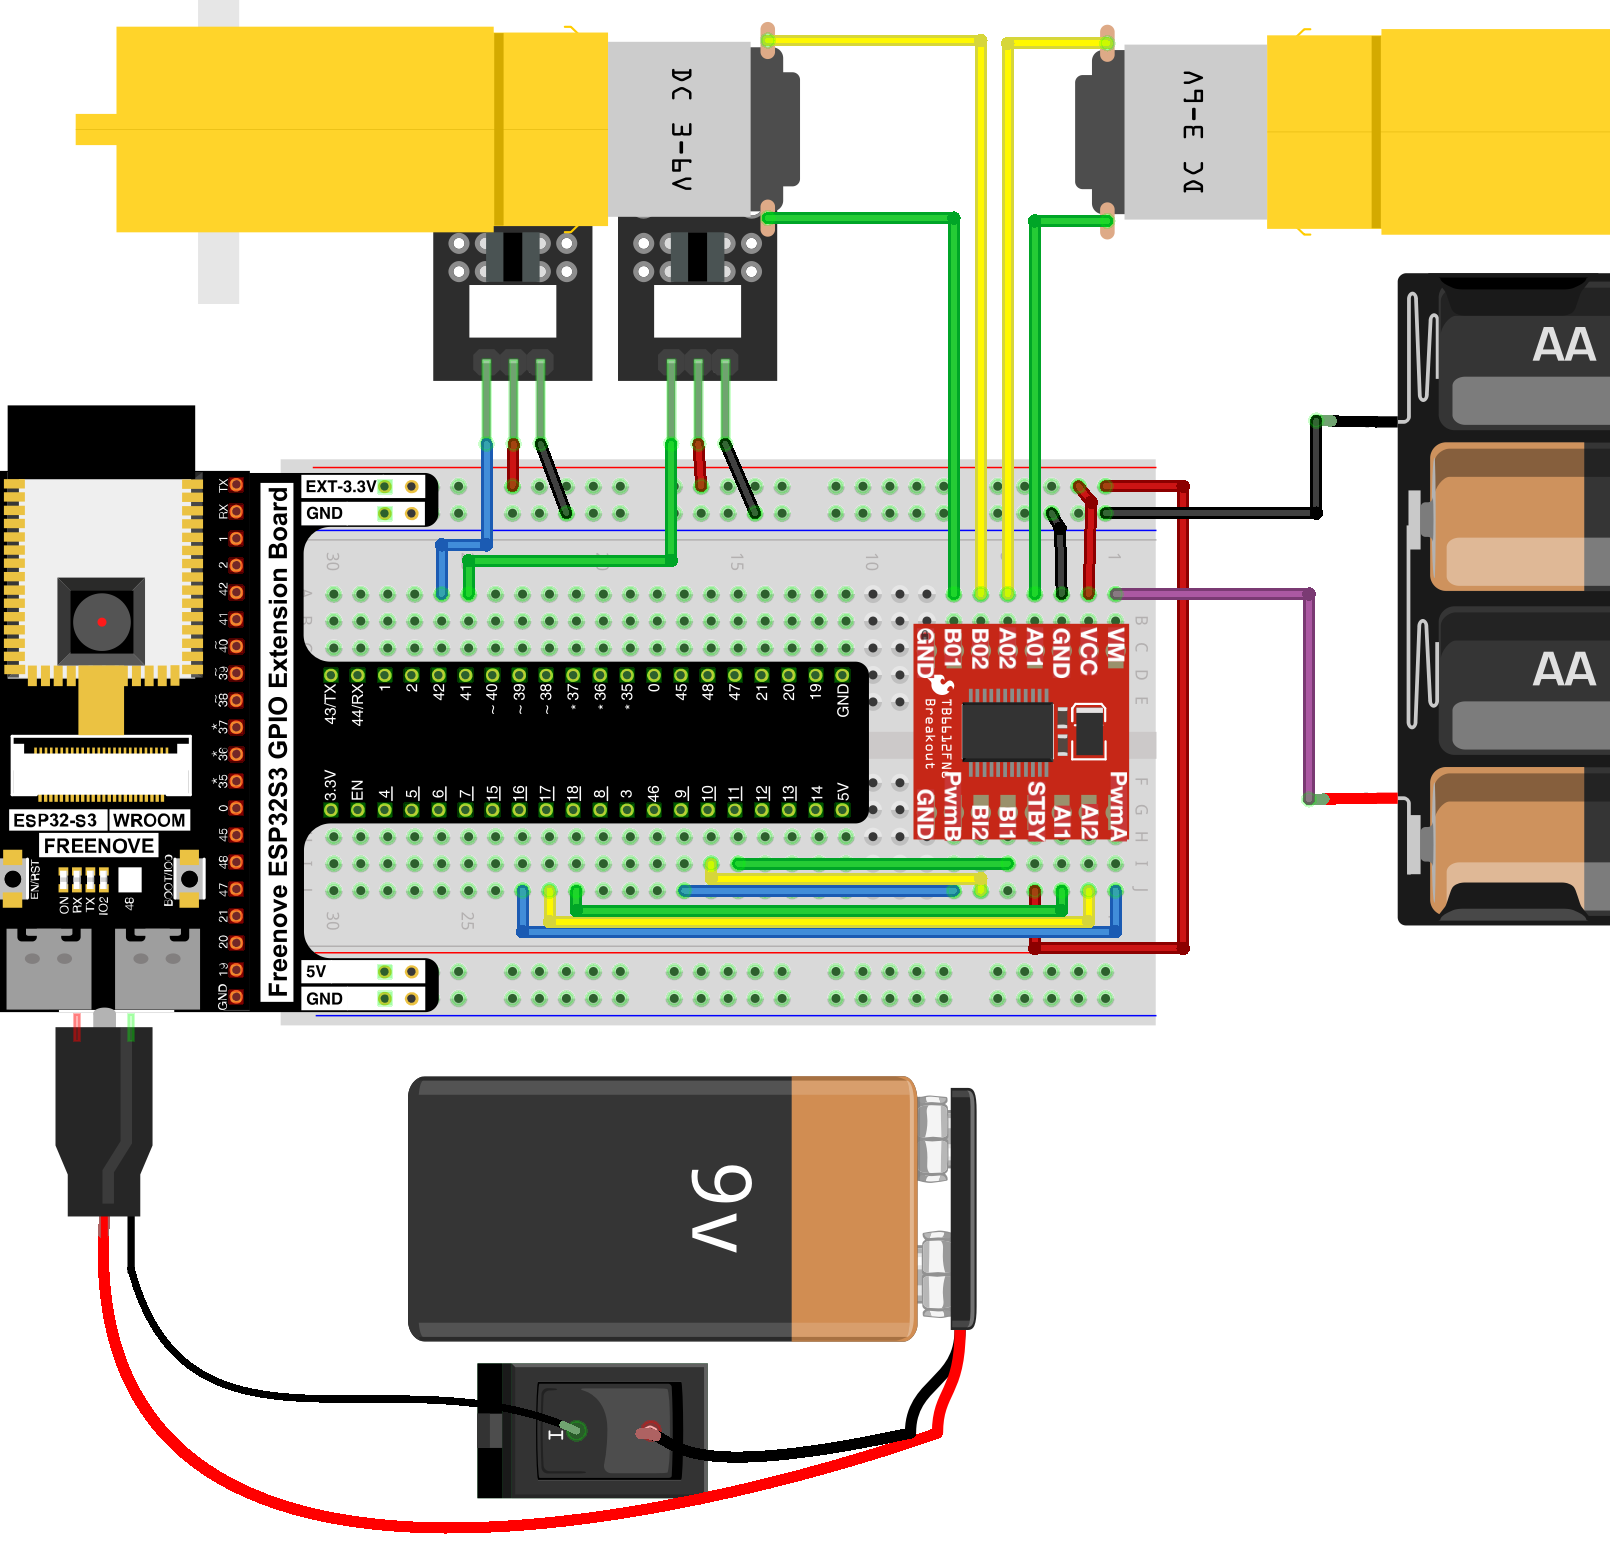 DC 3-6V
DC 3-6V
AA
AA
EXT-3.3V
GND
5V
GND
Freenove ESP32S3 GPIO Extension Board
TX
RX
1
2
42
41
40
39
38
*37
*36
*35
0
45
48
47
21
20
19
GND
ESP32-S3 WROOM
FREENOVE
EN/RST
BOOT/IO0
ON
RX
TX
IO2
48
30
15
10
1
B
C
D
E
F
G
H
I
J
30
25
43/TX
44/RX
1
2
42
41
~40
~39
~38
*37
*36
*35
0
45
48
47
21
20
19
GND
3.3V
EN
4
5
6
7
15
16
17
18
8
3
46
9
10
11
12
13
14
5V
GND
B01
B02
A02
A01
GND
VCC
VM
Breakout
GND
PwmB
BI2
BI1
STBY
AI1
AI2
PwmA
9v
I